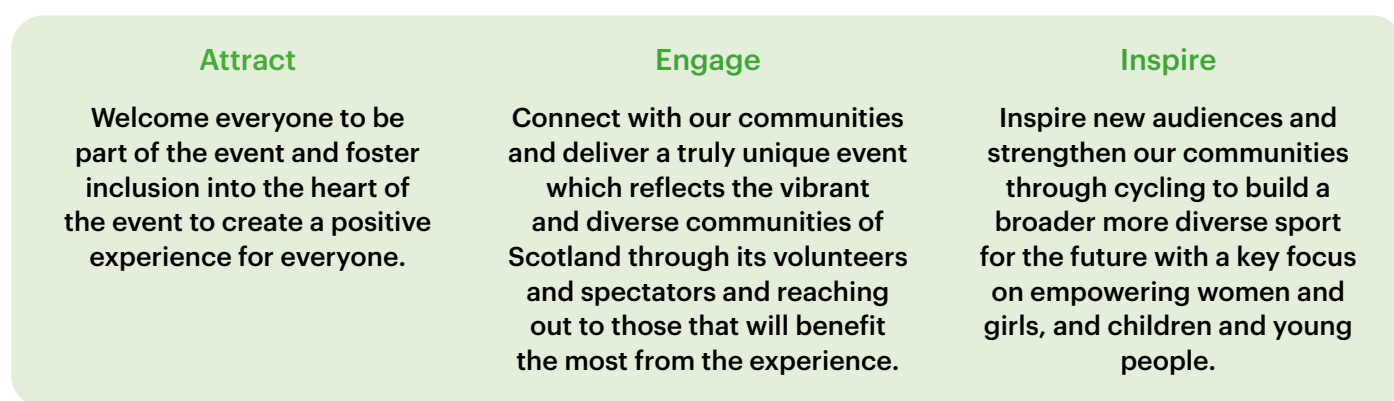 Attract
Welcome everyone to be
part of the event and foster
inclusion into the heart of
the event to create a positive
experience for everyone.
Engage
Connect with our communities
and deliver a truly unique event
which reflects the vibrant
and diverse communities of
Scotland through its volunteers
and spectators and reaching
out to those that will benefit
the most from the experience.
Inspire
Inspire new audiences and
strengthen our communities
through cycling to build a
broader more diverse sport
for the future with a key focus
on empowering women and
girls, and children and young
people.